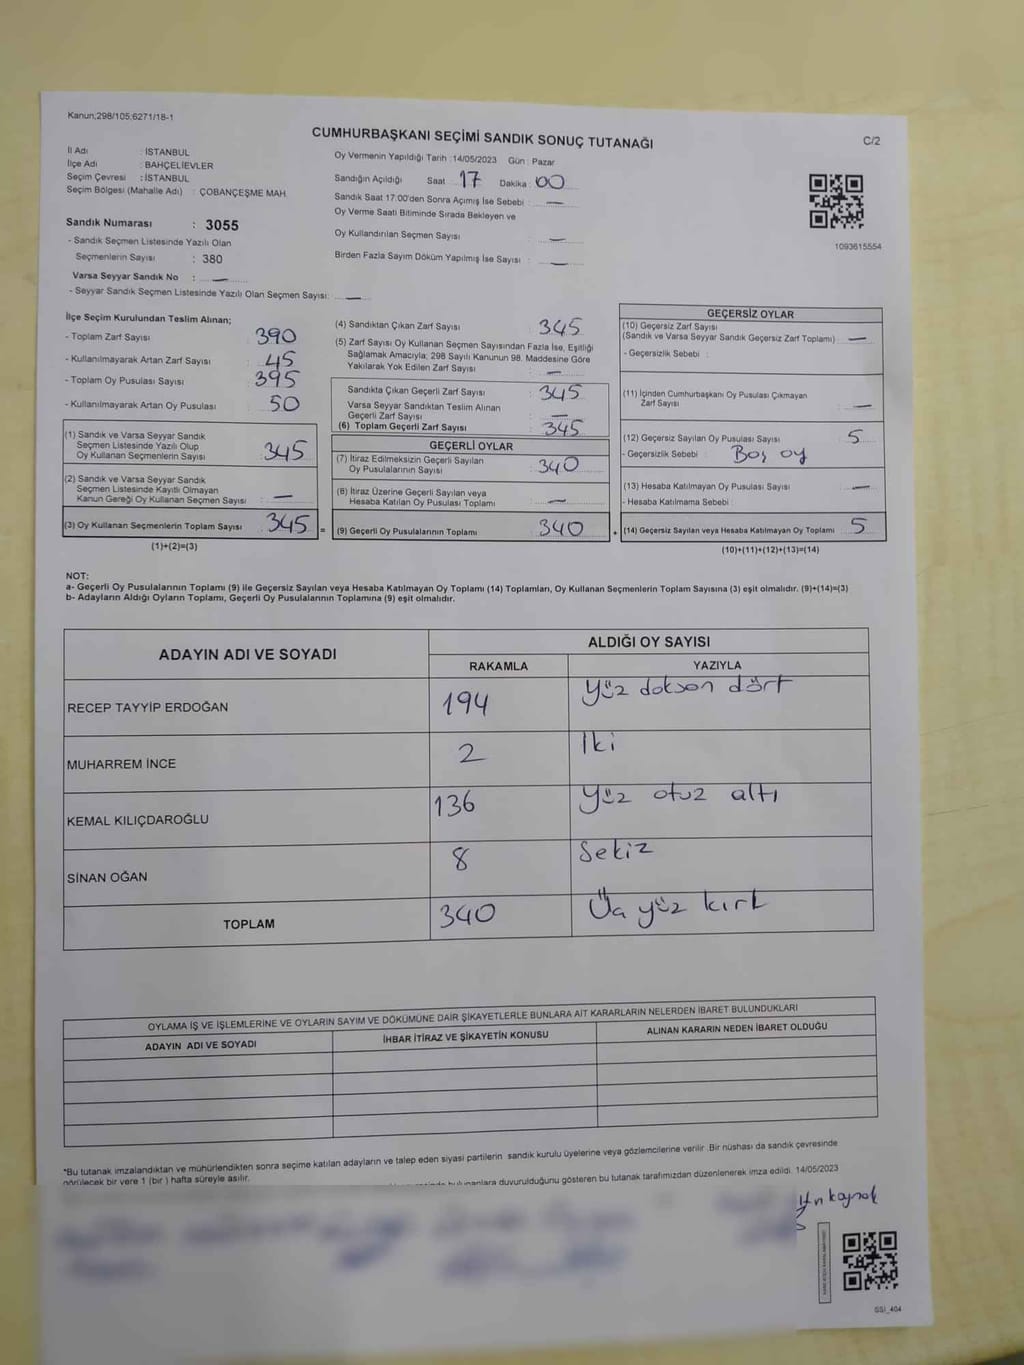 Kanun;298/105;6271/18-1
CUMHURBAŞKANI SEÇİMİ SANDIK SONUÇ TUTANAĞI
C/2
İl Adı : İSTANBUL
İlçe Adı : BAHÇELİEVLER
Seçim Çevresi : İSTANBUL
Seçim Bölgesi (Mahalle Adı) : ÇOBANÇEŞME MAH
Sandık Numarası : 3055
- Sandık Seçmen Listesinde Yazılı Olan
Seçmenlerin Sayısı : 380
Varsa Seyyar Sandık No : —
- Seyyar Sandık Seçmen Listesinde Yazılı Olan Seçmen Sayısı: —
Oy Vermenin Yapıldığı Tarih :14/05/2023 Gün : Pazar
Sandığın Açıldığı Saat 17 Dakika : 00
Sandık Saat 17.00'den Sonra Açımış İse Sebebi : —
Oy Verme Saati Bitiminde Sırada Bekleyen ve
Oy Kullandırılan Seçmen Sayısı : —
Birden Fazla Sayım Döküm Yapılmış İse Sayısı : —
1093615554
İlçe Seçim Kurulundan Teslim Alınan;
- Toplam Zarf Sayısı : 390
- Kullanılmayarak Artan Zarf Sayısı : 45
- Toplam Oy Pusulası Sayısı : 395
- Kullanılmayarak Artan Oy Pusulası : 50
(1) Sandık ve Varsa Seyyar Sandık
Seçmen Listesinde Yazılı Olup
Oy Kullanan Seçmenlerin Sayısı : 345
(2) Sandık ve Varsa Seyyar Sandık
Seçmen Listesinde Kayıtlı Olmayan
Kanun Gereği Oy Kullanan Seçmen Sayısı : —
(3) Oy Kullanan Seçmenlerin Toplam Sayısı : 345 =
(1)+(2)=(3)
(4) Sandıktan Çıkan Zarf Sayısı : 345
(5) Zarf Sayısı Oy Kullanan Seçmen Sayısından Fazla İse, Eşitliği
Sağlamak Amacıyla; 298 Sayılı Kanunun 98. Maddesine Göre
Yakılarak Yok Edilen Zarf Sayısı : —
Sandıkta Çıkan Geçerli Zarf Sayısı : 345
Varsa Seyyar Sandıktan Teslim Alınan
Geçerli Zarf Sayısı : —
(6) Toplam Geçerli Zarf Sayısı : 345
GEÇERLİ OYLAR
(7) İtiraz Edilmeksizin Geçerli Sayılan
Oy Pusulalarının Sayısı : 340
(8) İtiraz Üzerine Geçerli Sayılan veya
Hesaba Katılan Oy Pusulası Toplamı : —
(9) Geçerli Oy Pusulalarının Toplamı : 340 +
GEÇERSİZ OYLAR
(10) Geçersiz Zarf Sayısı
(Sandık ve Varsa Seyyar Sandık Geçersiz Zarf Toplamı) : —
- Geçersizlik Sebebi :
(11) İçinden Cumhurbaşkanı Oy Pusulası Çıkmayan
Zarf Sayısı : —
(12) Geçersiz Sayılan Oy Pusulası Sayısı : 5
- Geçersizlik Sebebi : Boş oy
(13) Hesaba Katılmayan Oy Pusulası Sayısı : —
- Hesaba Katılmama Sebebi :
(14) Geçersiz Sayılan veya Hesaba Katılmayan Oy Toplamı : 5
(10)+(11)+(12)+(13)=(14)
NOT:
a- Geçerli Oy Pusulalarının Toplamı (9) ile Geçersiz Sayılan veya Hesaba Katılmayan Oy Toplamı (14) Toplamları, Oy Kullanan Seçmenlerin Toplam Sayısına (3) eşit olmalıdır. (9)+(14)=(3)
b- Adayların Aldığı Oyların Toplamı, Geçerli Oy Pusulalarının Toplamına (9) eşit olmalıdır.
ADAYIN ADI VE SOYADI
ALDIĞI OY SAYISI
RAKAMLA YAZIYLA
RECEP TAYYİP ERDOĞAN 194 Yüz doksan dört
MUHARREM İNCE 2 İki
KEMAL KILIÇDAROĞLU 136 Yüz otuz altı
SİNAN OĞAN 8 Sekiz
TOPLAM 340 Üç yüz kırk
OYLAMA İŞ VE İŞLEMLERİNE VE OYLARIN SAYIM VE DÖKÜMÜNE DAİR ŞİKAYETLERLE BUNLARA AİT KARARLARIN NELERDEN İBARET BULUNDUKLARI
ADAYIN ADI VE SOYADI İHBAR İTİRAZ VE ŞİKAYETİN KONUSU ALINAN KARARIN NEDEN İBARET OLDUĞU
*Bu tutanak imzalandıktan ve mühürlendikten sonra seçime katılan adayların ve talep eden siyasi partilerin sandık kurulu üyelerine veya gözlemcilerine verilir. Bir nüshası da sandık çevresinde
görülecek bir yere 1 (bir ) hafta süreyle asılır.
bulunanlara duyurulduğunu gösteren bu tutanak tarafımızdan düzenlenerek imza edildi. 14/05/2023
SSİ_404